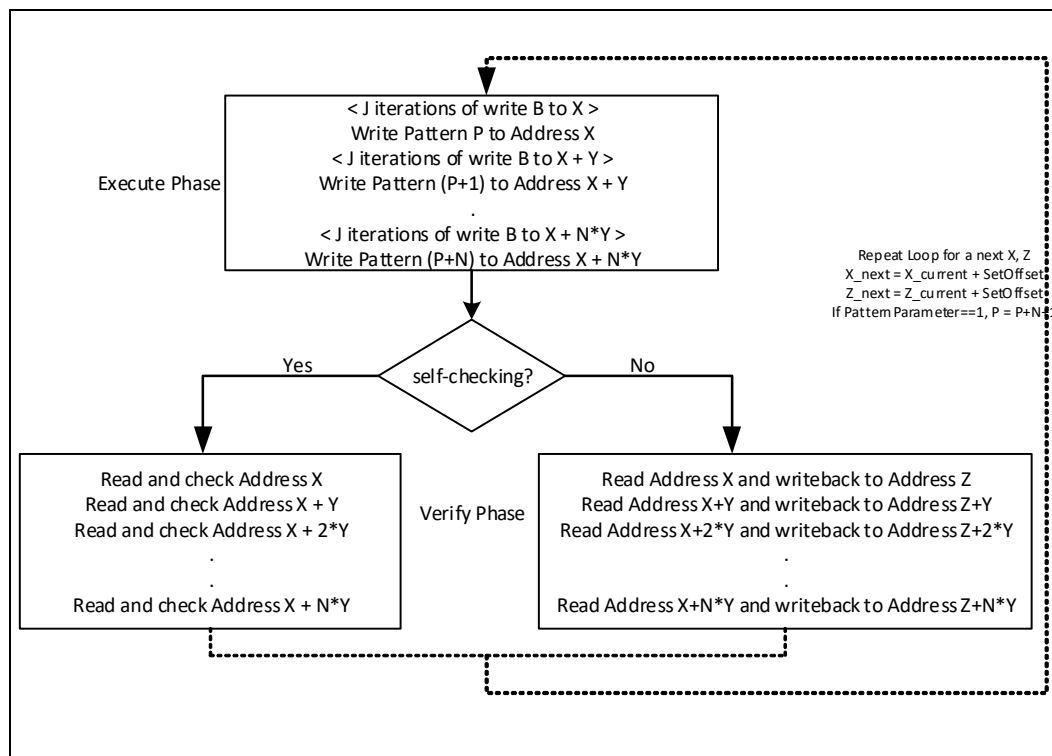 < J iterations of write B to X >
Write Pattern P to Address X
< J iterations of write B to X + Y >
Write Pattern (P+1) to Address X + Y
.
< J iterations of write B to X + N*Y >
Write Pattern (P+N) to Address X + N*Y
Execute Phase
Repeat Loop for a next X, Z
X_next = X_current + SetOffset
Z_next = Z_current + SetOffset
If Pattern Parameter==1, P = P+N+1
Yes
self-checking?
No
Read and check Address X
Read and check Address X + Y
Read and check Address X + 2*Y
.
.
Read and check Address X + N*Y
Verify Phase
Read Address X and writeback to Address Z
Read Address X+Y and writeback to Address Z+Y
Read Address X+2*Y and writeback to Address Z+2*Y
.
.
Read Address X+N*Y and writeback to Address Z+N*Y